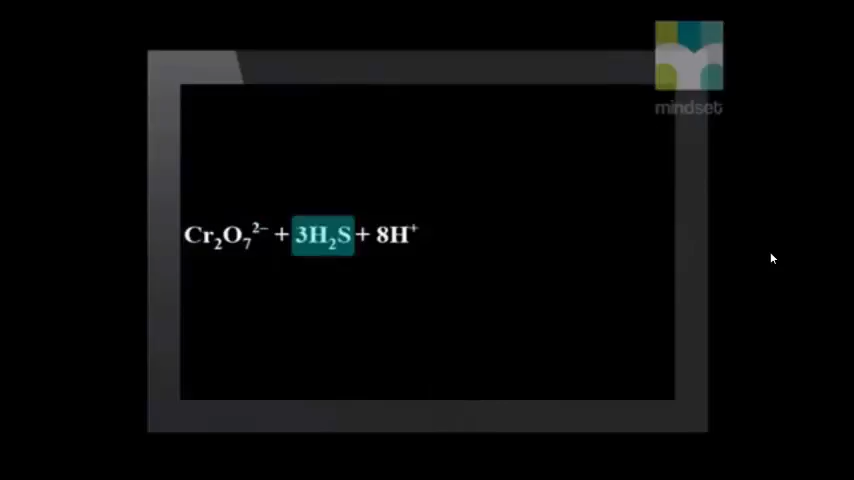 mindset
Cr₂O₇²⁻ + 3H₂S + 8H⁺